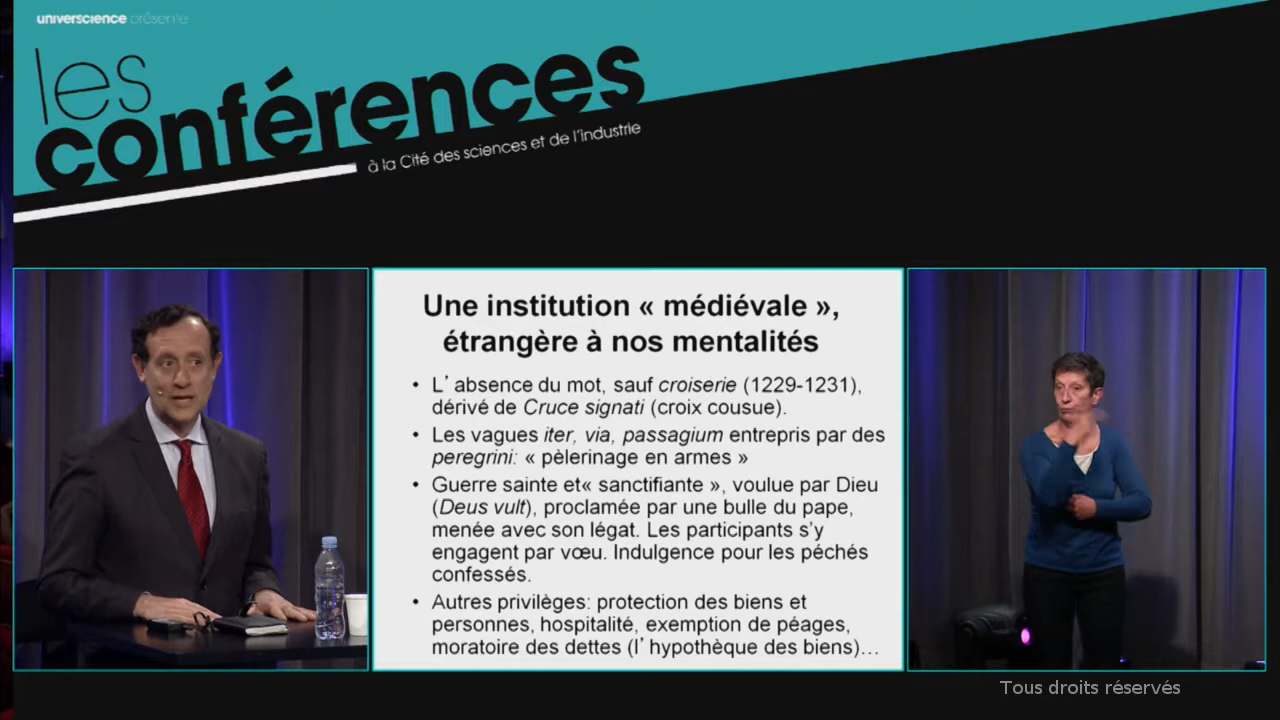 universcience présente
les
conférences
à la Cité des sciences et de l'industrie
Une institution « médiévale »,
étrangère à nos mentalités
• L' absence du mot, sauf croiserie (1229-1231),
dérivé de Cruce signati (croix cousue).
• Les vagues iter, via, passagium entrepris par des
peregrini: « pèlerinage en armes »
• Guerre sainte et« sanctifiante », voulue par Dieu
(Deus vult), proclamée par une bulle du pape,
menée avec son légat. Les participants s'y
engagent par vœu. Indulgence pour les péchés
confessés.
• Autres privilèges: protection des biens et
personnes, hospitalité, exemption de péages,
moratoire des dettes (l' hypothèque des biens)…
Tous droits réservés